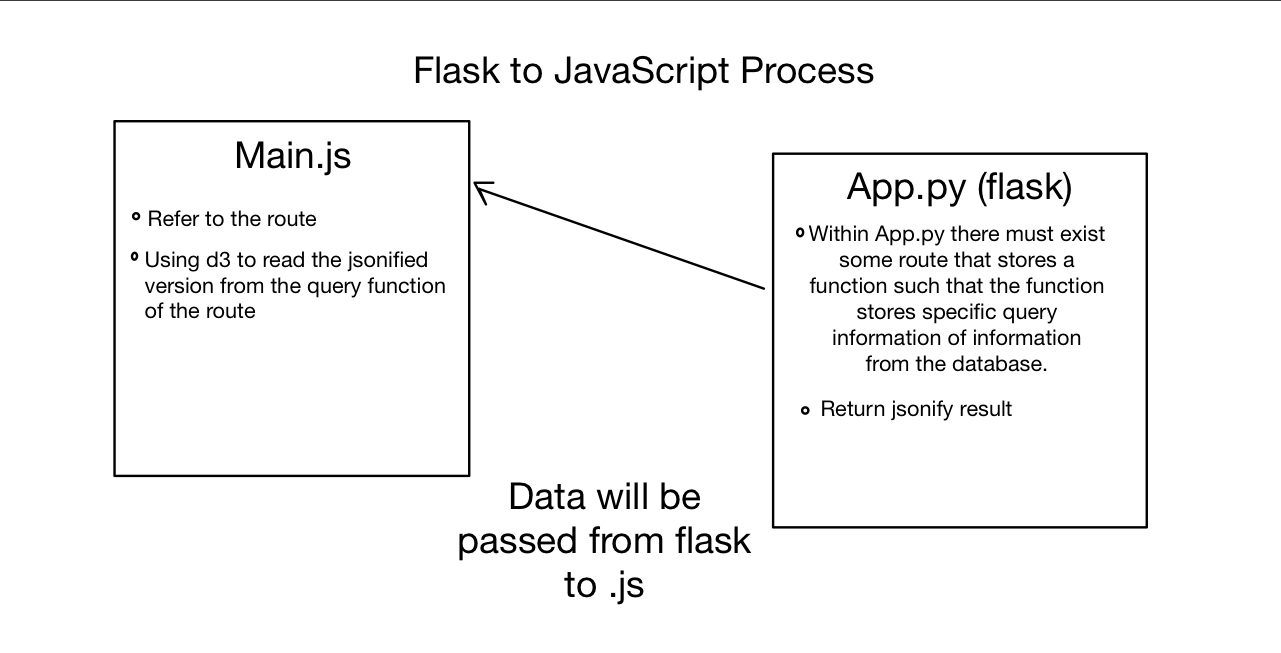 Flask to JavaScript Process
Main.js
Refer to the route
Using d3 to read the jsonified
version from the query function
of the route
App.py (flask)
Within App.py there must exist
some route that stores a
function such that the function
stores specific query
information of information
from the database.
Return jsonify result
Data will be
passed from flask
to .js